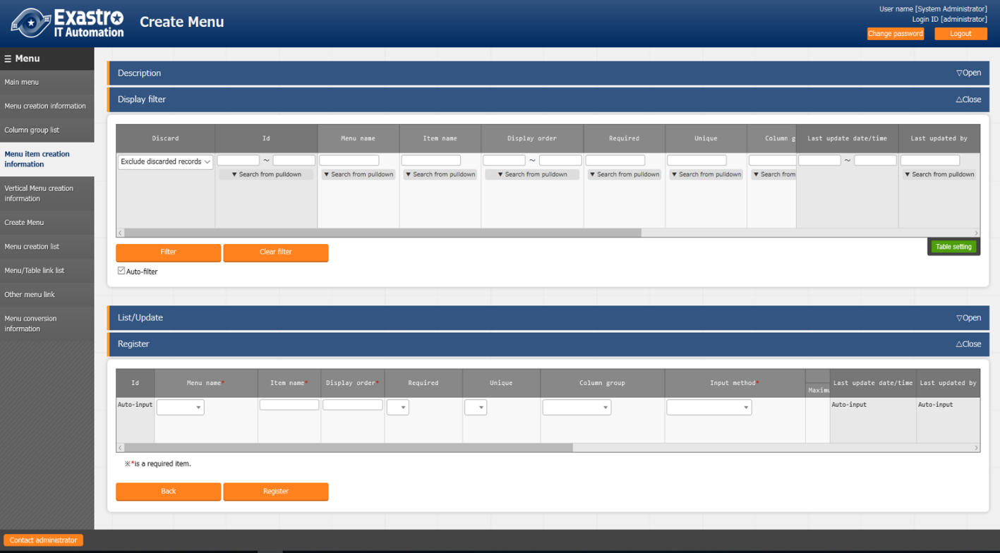 Exastro
IT Automation
Create Menu
User name [System Administrator]
Login ID [administrator]
Change password
Logout
☰ Menu
Main menu
Menu creation information
Column group list
Menu item creation
information
Vertical Menu creation
information
Create Menu
Menu creation list
Menu/Table link list
Other menu link
Menu conversion
information
Description
▽Open
Display filter
△Close
Discard
Id
Menu name
Item name
Display order
Required
Unique
Column g
Last update date/time
Last updated by
Exclude discarded records
~
~
~
▼ Search from pulldown
▼ Search from pulldown
▼ Search from pulldown
▼ Search from pulldown
▼ Search from pulldown
▼ Search from pulldown
▼ Search from
▼ Search from pulldown
Filter
Clear filter
Table setting
Auto-filter
List/Update
▽Open
Register
△Close
Id
Menu name*
Item name*
Display order*
Required
Unique
Column group
Input method*
Maximu
Last update date/time
Last updated by
Auto-input
Auto-input
Auto-input
※*is a required item.
Back
Register
Contact administrator